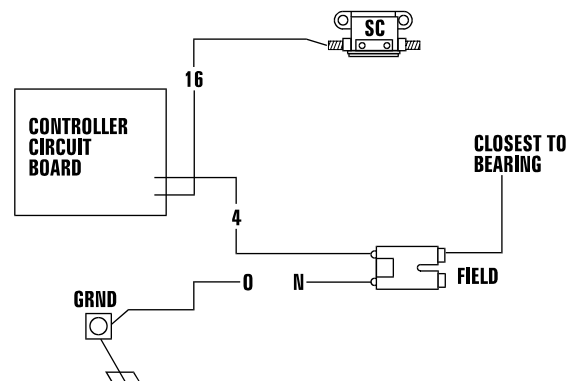 SC
16
CONTROLLER
CIRCUIT
BOARD
CLOSEST TO
BEARING
4
0 N
FIELD
GRND